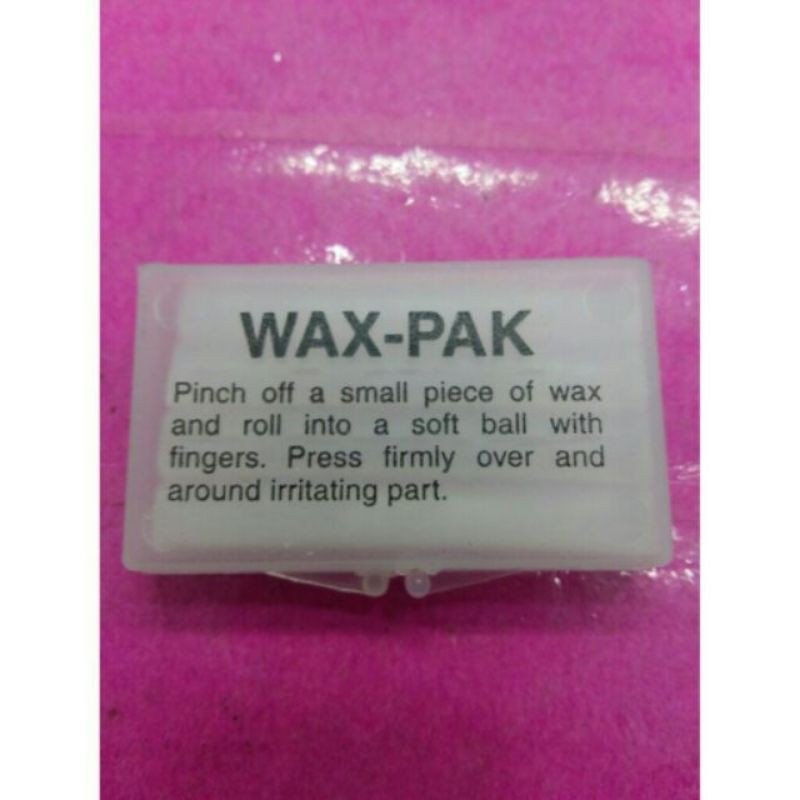 WAX-PAK
Pinch off a small piece of wax
and roll into a soft ball with
fingers. Press firmly over and
around irritating part.